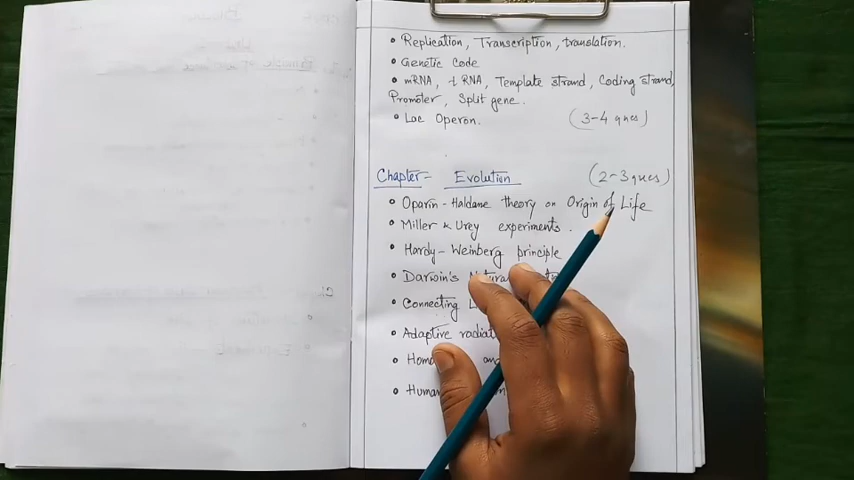 • Replication, Transcription, translation.
• Genetic Code
• mRNA, tRNA, Template strand, Coding strand,
Promoter, Split gene.
• Lac Operon. (3-4 ques)
Chapter- Evolution (2-3 ques)
• Oparin-Haldane theory on Origin of Life
• Miller & Urey experiments.
• Hardy-Weinberg principle
• Darwin's
• Connecting
• Adaptive
•
•